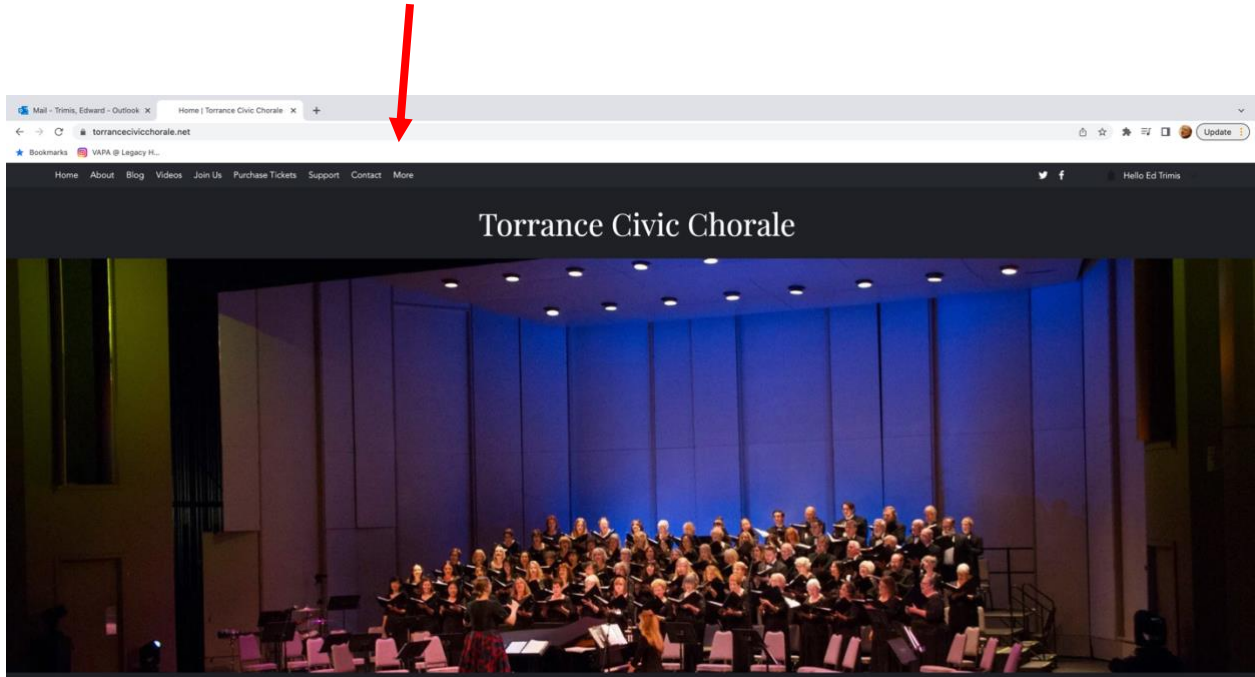 Mail - Trimis, Edward - Outlook Home | Torrance Civic Chorale
torrancecivicchorale.net Update
Bookmarks VAPA @ Legacy H...
Home About Blog Videos Join Us Purchase Tickets Support Contact More Hello Ed Trimis
Torrance Civic Chorale